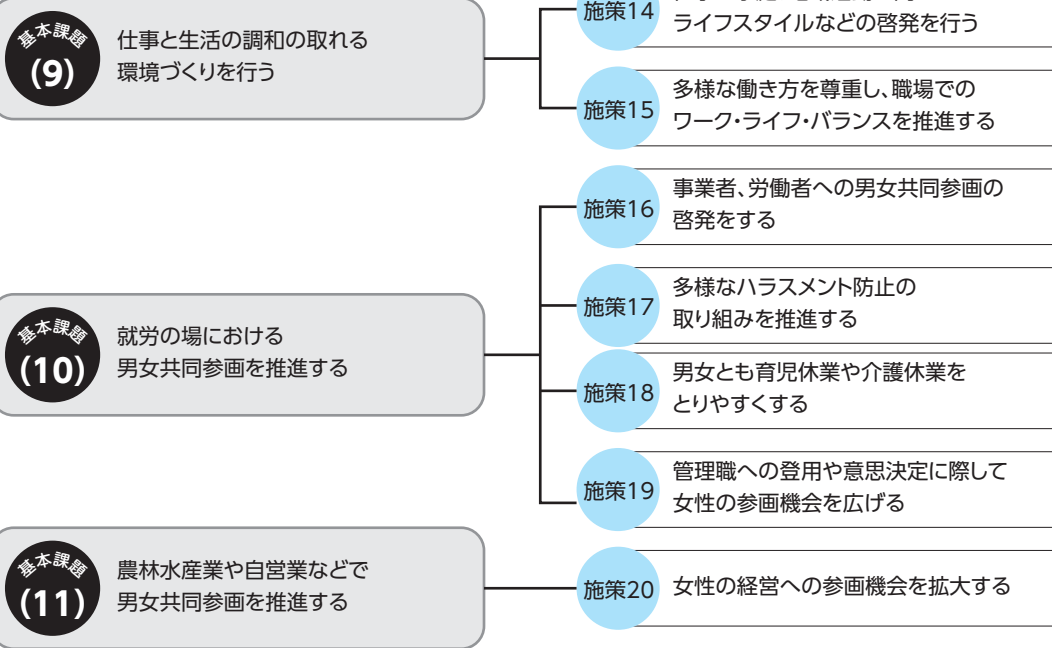 基本課題
(9)
仕事と生活の調和の取れる
環境づくりを行う
施策14
ライフスタイルなどの啓発を行う
施策15
多様な働き方を尊重し、職場での
ワーク・ライフ・バランスを推進する
基本課題
(10)
就労の場における
男女共同参画を推進する
施策16
事業者、労働者への男女共同参画の
啓発をする
施策17
多様なハラスメント防止の
取り組みを推進する
施策18
男女とも育児休業や介護休業を
とりやすくする
施策19
管理職への登用や意思決定に際して
女性の参画機会を広げる
基本課題
(11)
農林水産業や自営業などで
男女共同参画を推進する
施策20
女性の経営への参画機会を拡大する